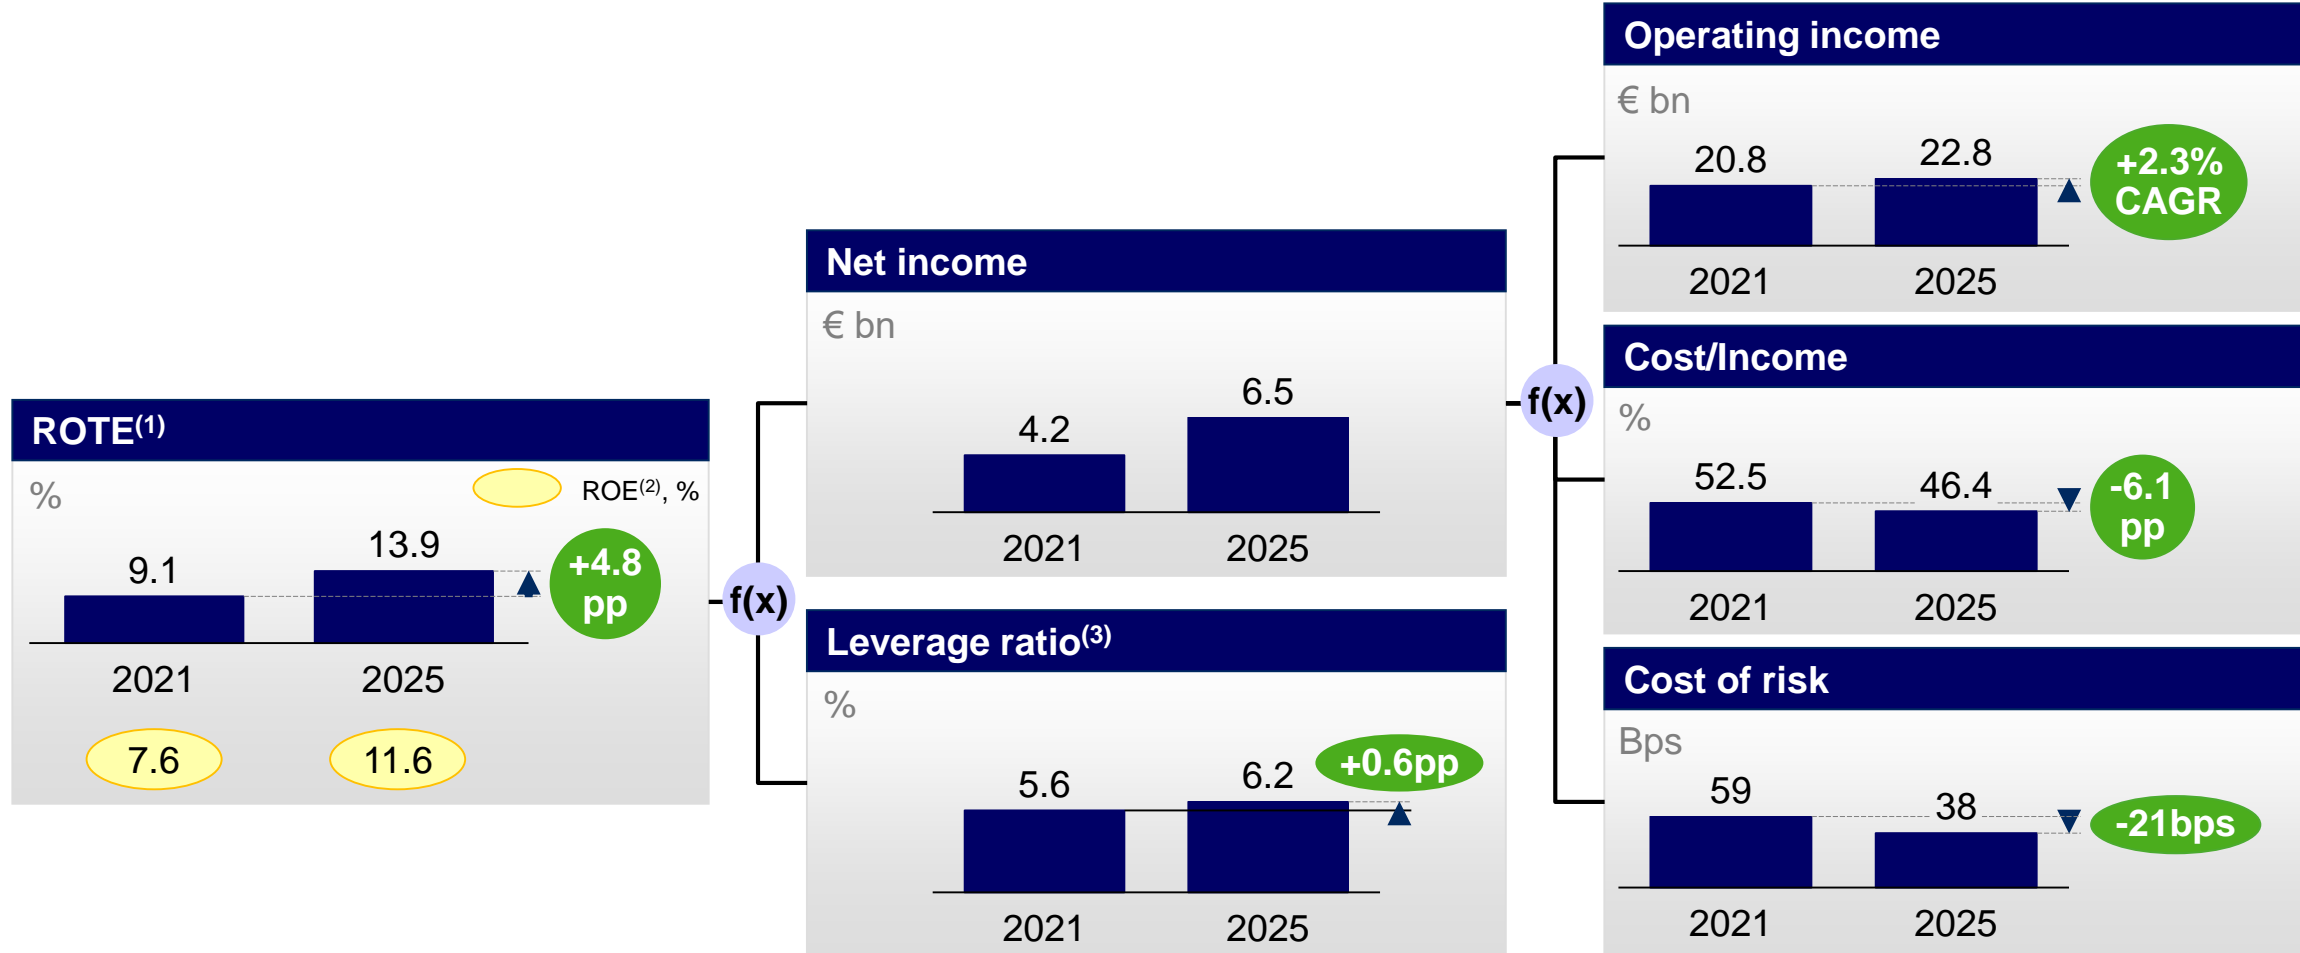 ROTE(1)
%
ROE(2), %
9.1
13.9
+4.8
pp
2021
2025
7.6
11.6
f(x)
Net income
€ bn
4.2
6.5
2021
2025
Leverage ratio(3)
%
5.6
6.2
+0.6pp
2021
2025
f(x)
Operating income
€ bn
20.8
22.8
+2.3%
CAGR
2021
2025
Cost/Income
%
52.5
46.4
-6.1
pp
2021
2025
Cost of risk
Bps
59
38
-21bps
2021
2025